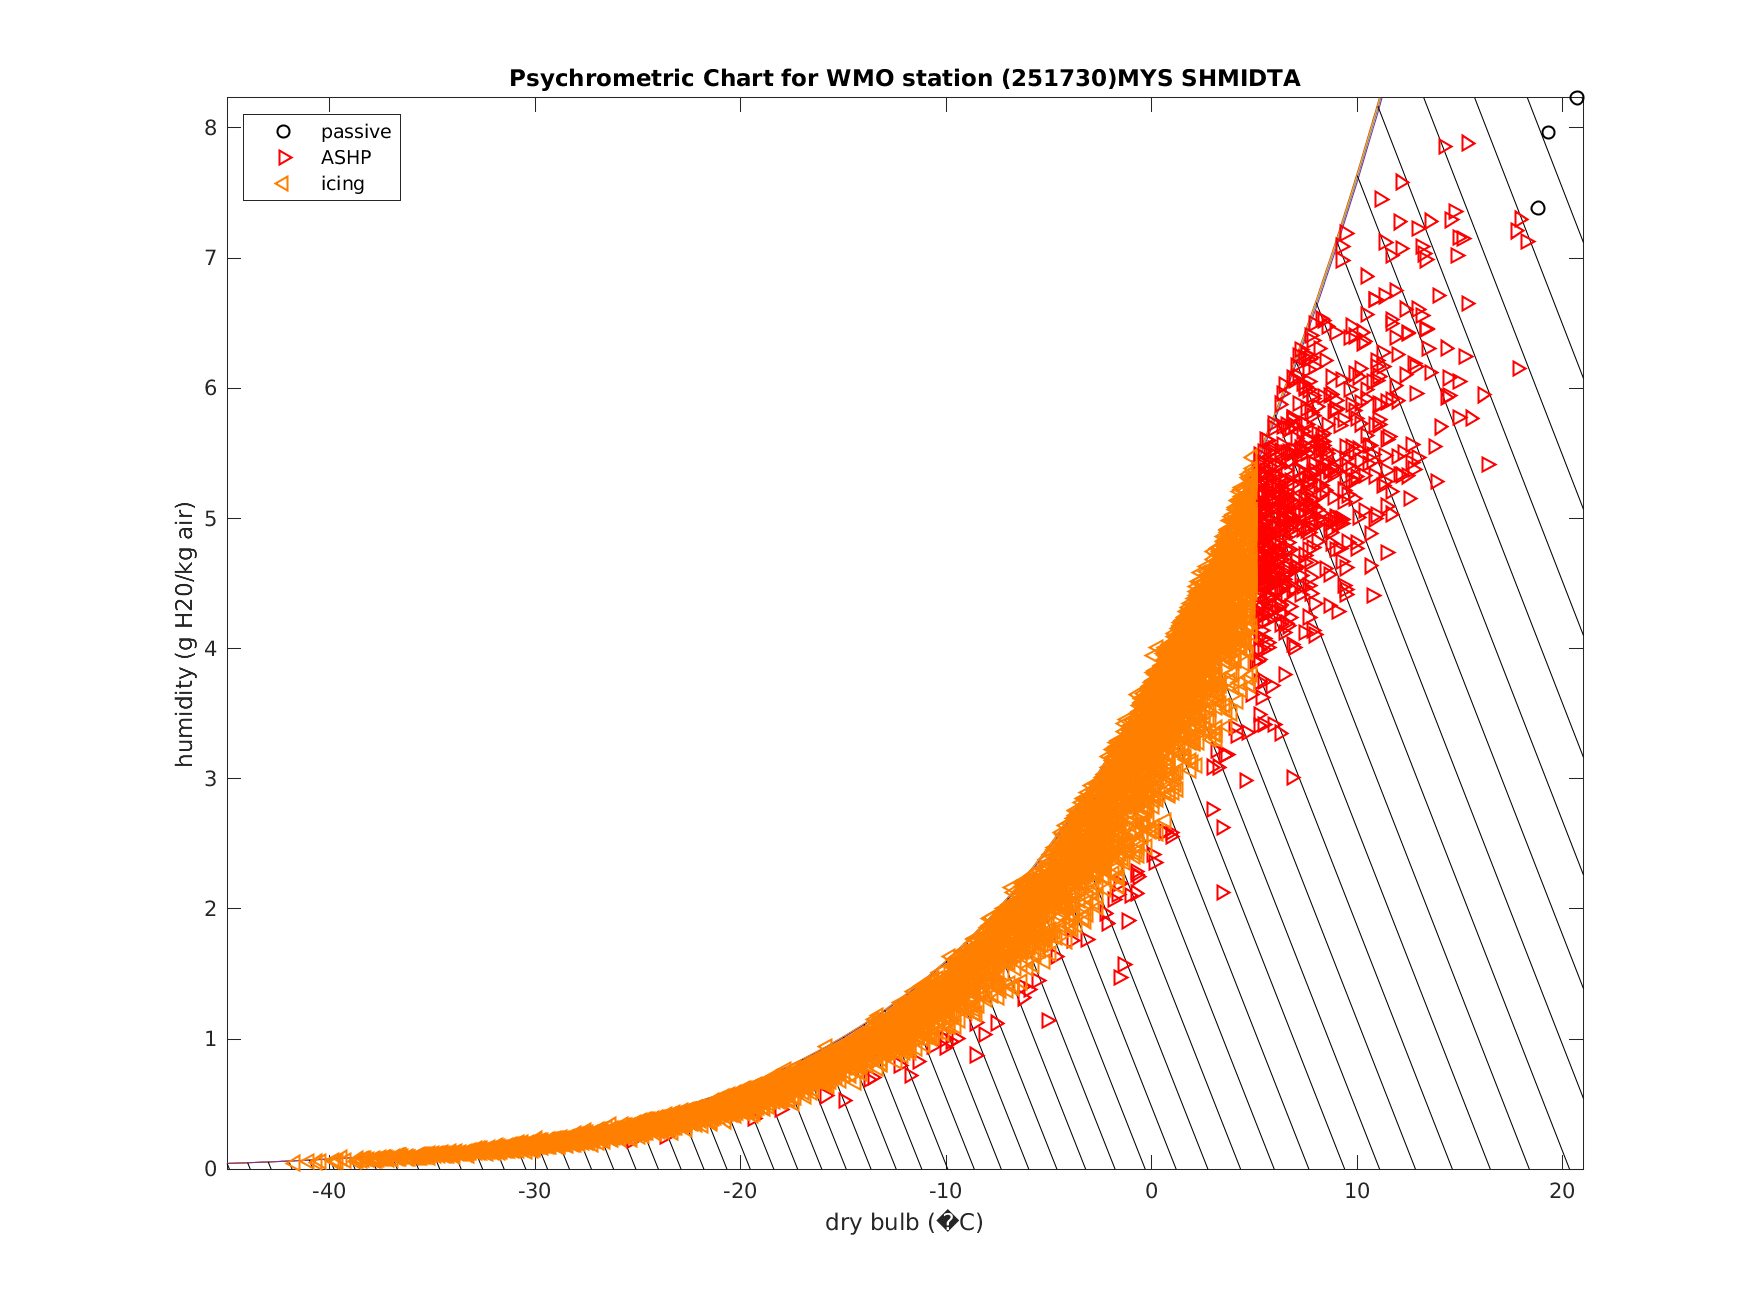 Psychrometric Chart for WMO station (251730)MYS SHMIDTA
passive
ASHP
icing
humidity (g H20/kg air)
8
7
6
5
4
3
2
1
0
-40 -30 -20 -10 0 10 20
dry bulb (�C)